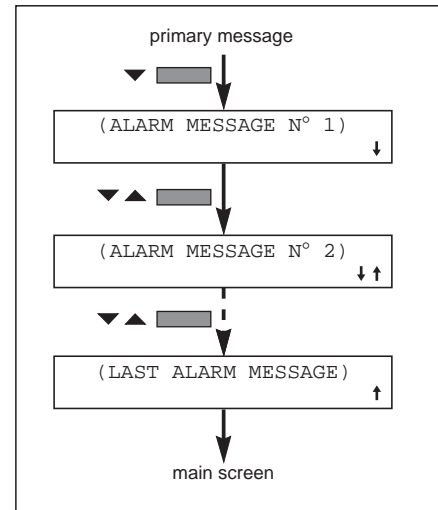 primary message
(ALARM MESSAGE N° 1)
(ALARM MESSAGE N° 2)
(LAST ALARM MESSAGE)
main screen